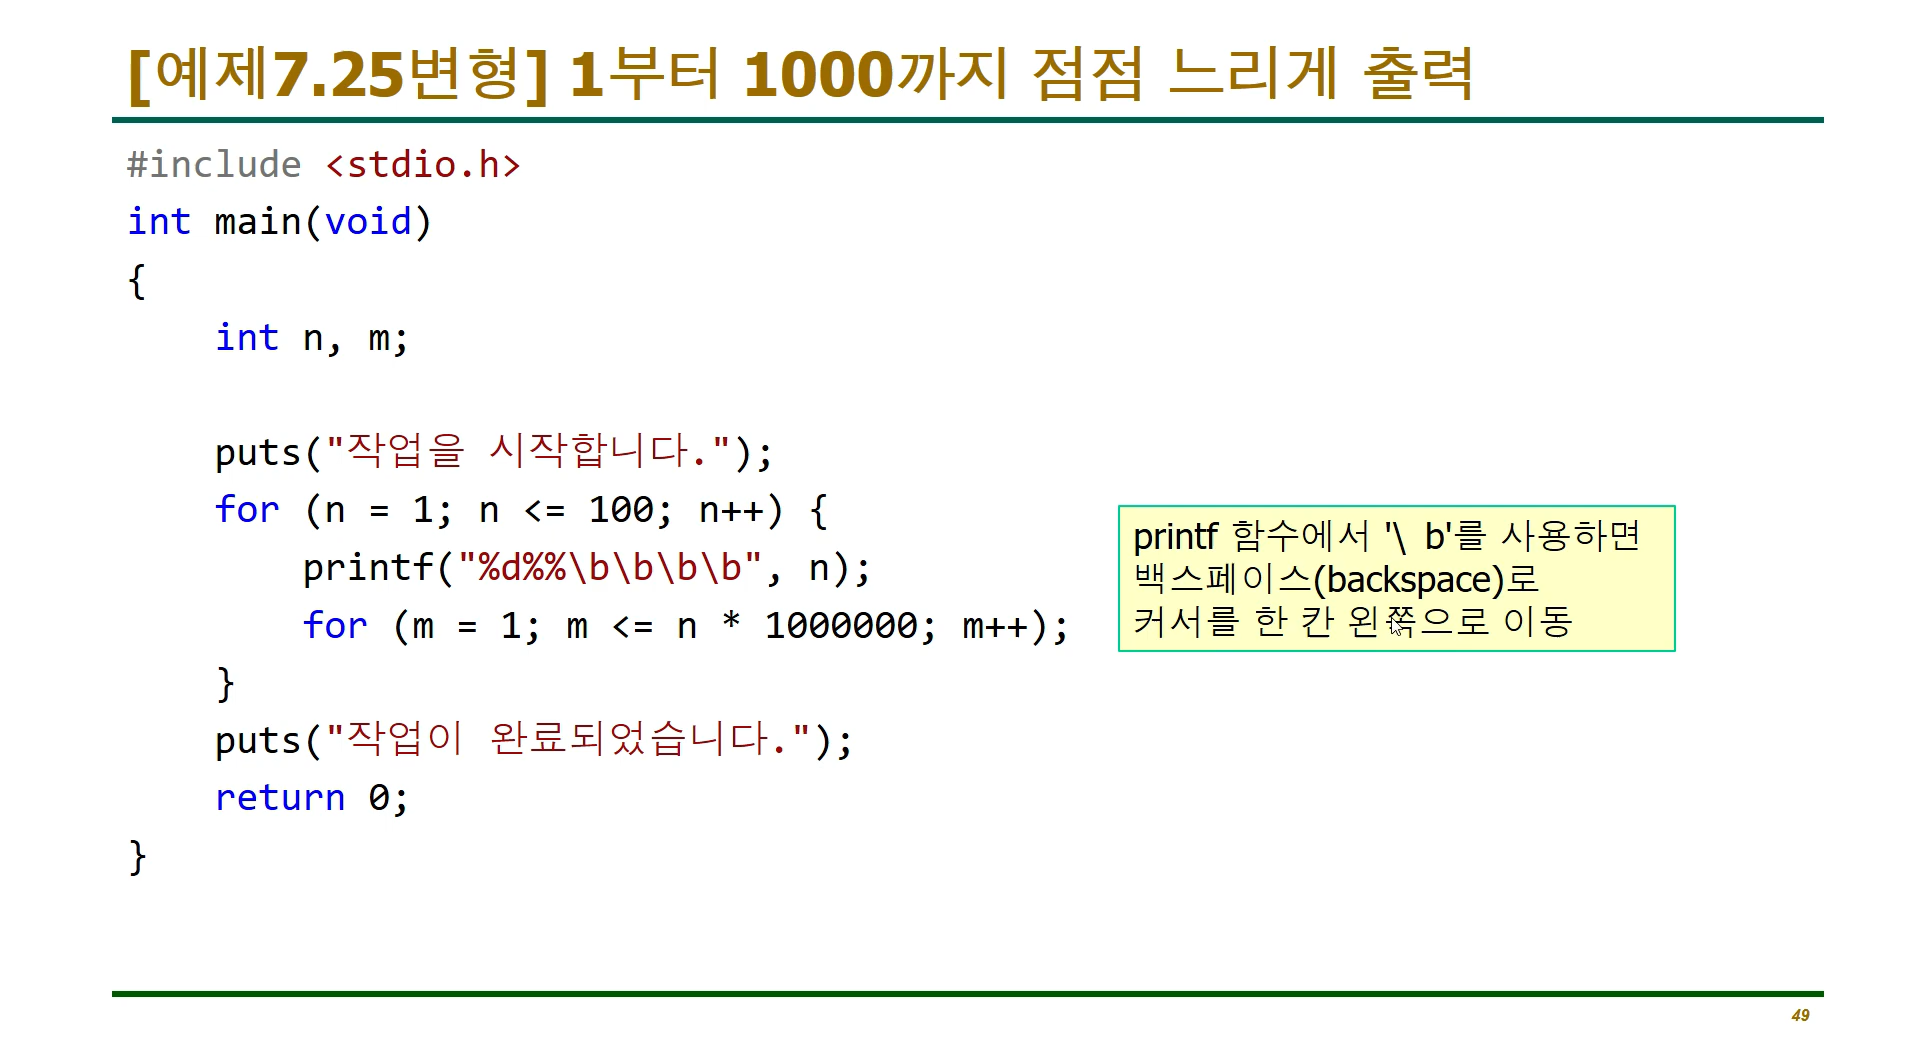 [예제7.25변형] 1부터 1000까지 점점 느리게 출력
#include <stdio.h>
int main(void)
{
    int n, m;
    puts("작업을 시작합니다.");
    for (n = 1; n <= 100; n++) {
        printf("%d%%\b\b\b\b", n);
        for (m = 1; m <= n * 1000000; m++);
    }
    puts("작업이 완료되었습니다.");
    return 0;
}
printf 함수에서 '\ b'를 사용하면
백스페이스(backspace)로
커서를 한 칸 왼쪽으로 이동
49